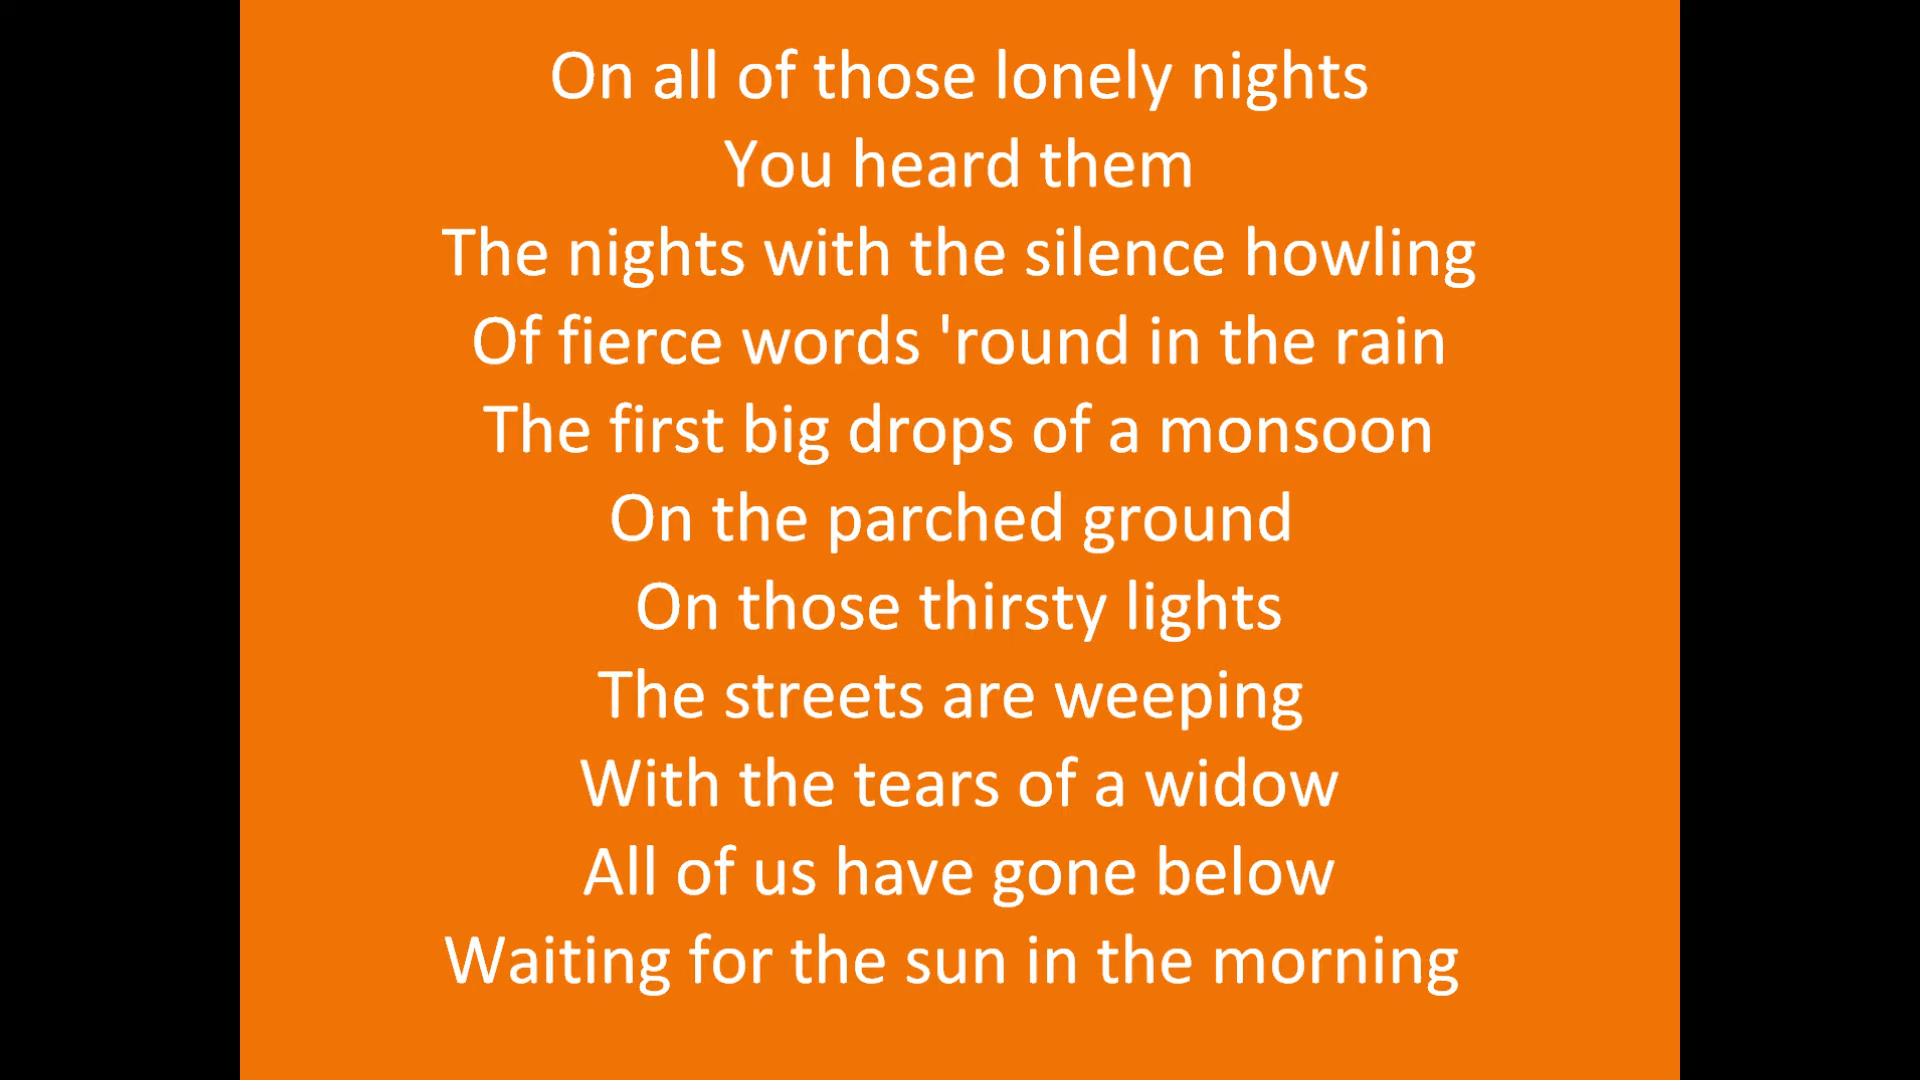 On all of those lonely nights
You heard them
The nights with the silence howling
Of fierce words 'round in the rain
The first big drops of a monsoon
On the parched ground
On those thirsty lights
The streets are weeping
With the tears of a widow
All of us have gone below
Waiting for the sun in the morning